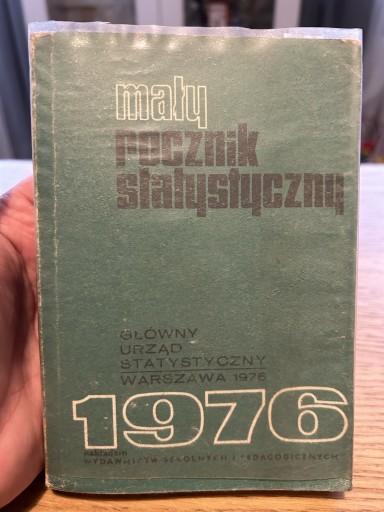 mały
rocznik
statystyczny
GŁÓWNY
URZĄD
STATYSTYCZNY
WARSZAWA 1976
1976
nakładem
WYDAWNICTW SZKOLNYCH I PEDAGOGICZNYCH